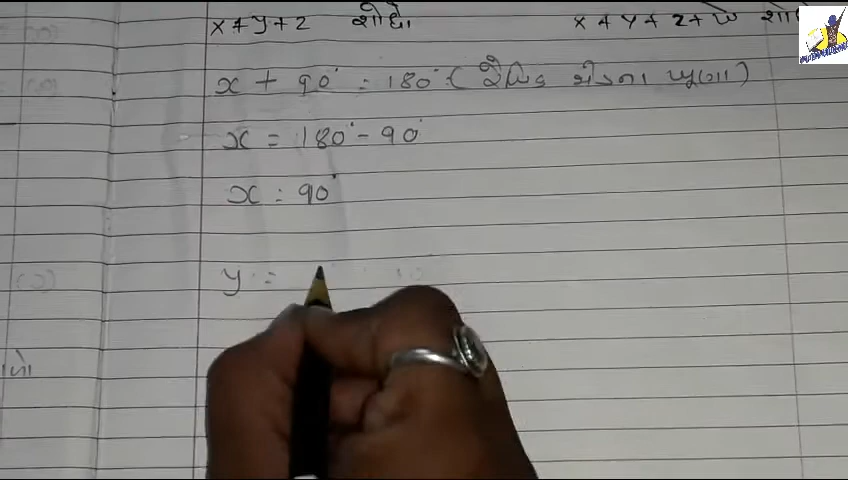 x + y + z શોધો. x + y + z + w શોધો
x + 90° = 180° (રૈખિક જોડના ખૂણા)
x = 180° - 90°
x = 90°
y =